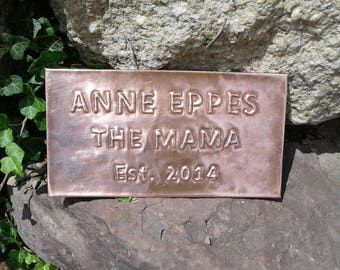 ANNE EPPES
THE MAMA
Est. 2014